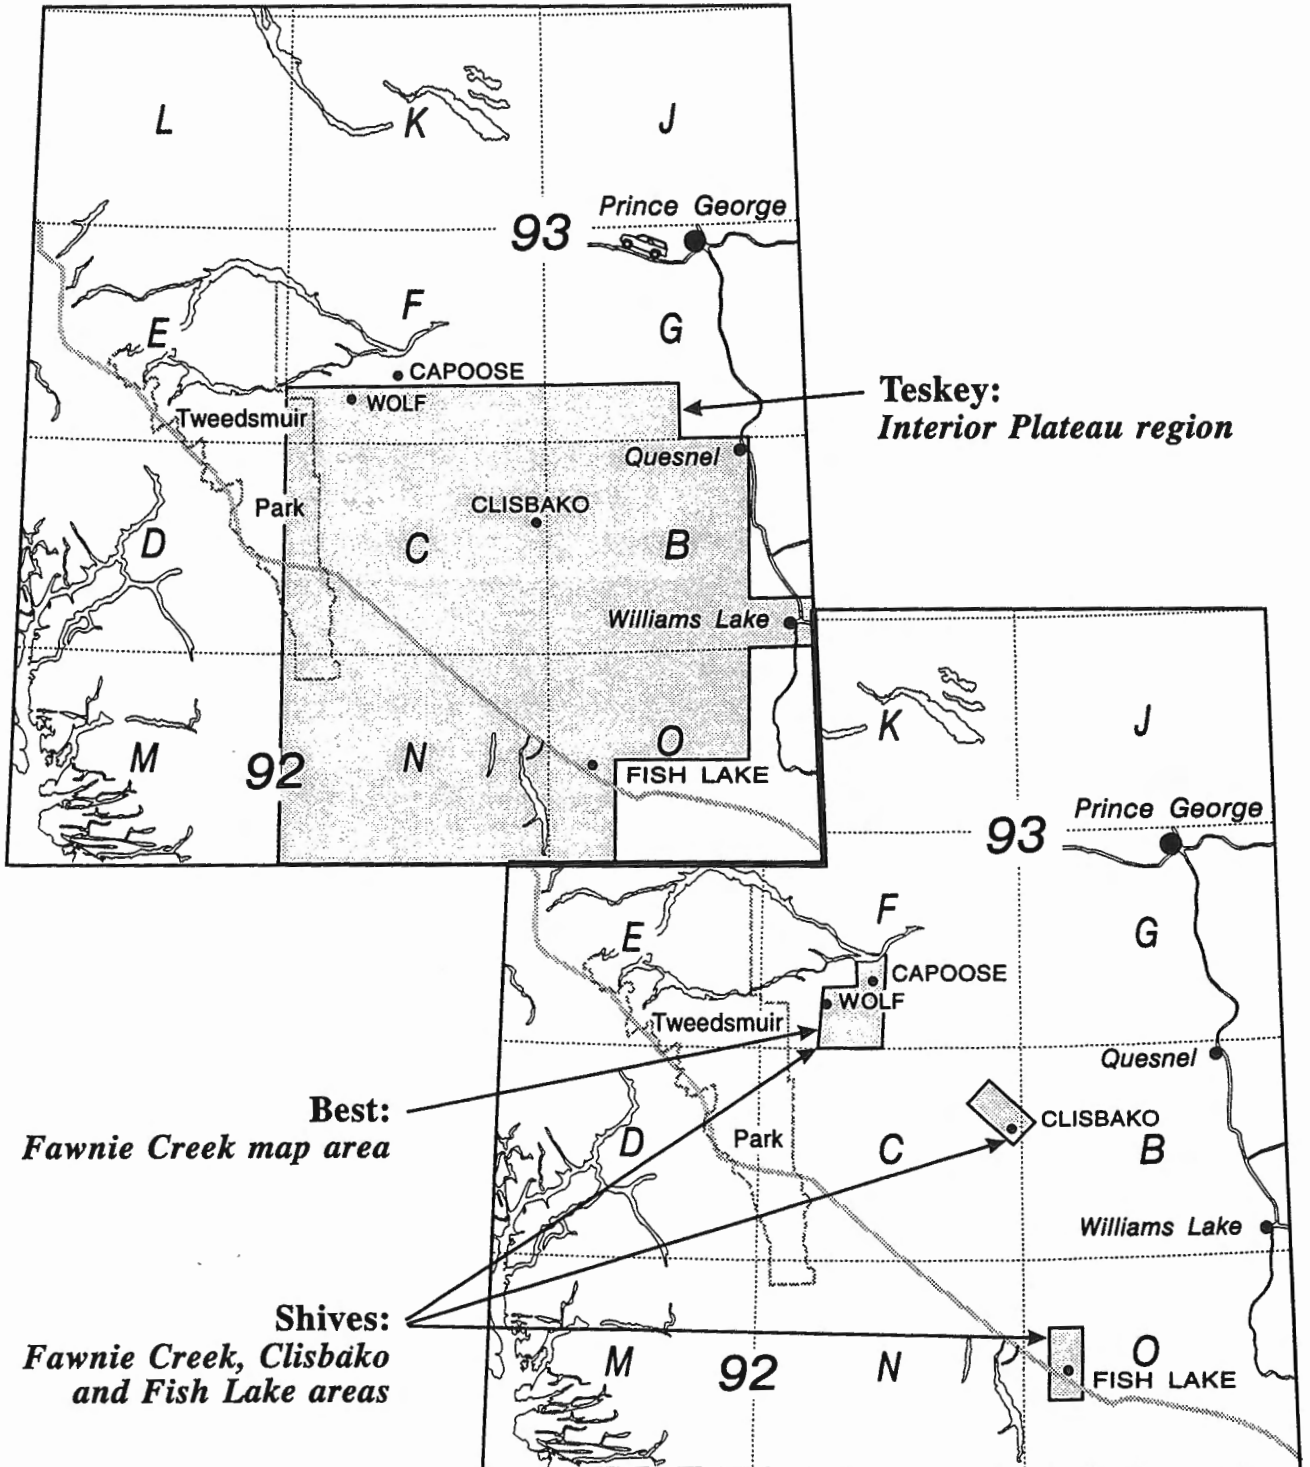 L
K
J
Prince George
93
F
E
G
CAPOOSE
WOLF
Teskey:
Interior Plateau region
Tweedsmuir
Quesnel
Park
CLISBAKO
D
C
B
Williams Lake
M
92
N
O
FISH LAKE
K
J
Prince George
93
F
E
G
CAPOOSE
WOLF
Tweedsmuir
Quesnel
Best:
Fawnie Creek map area
CLISBAKO
D
Park
C
B
Williams Lake
Shives:
Fawnie Creek, Clisbako
and Fish Lake areas
M
92
N
O
FISH LAKE